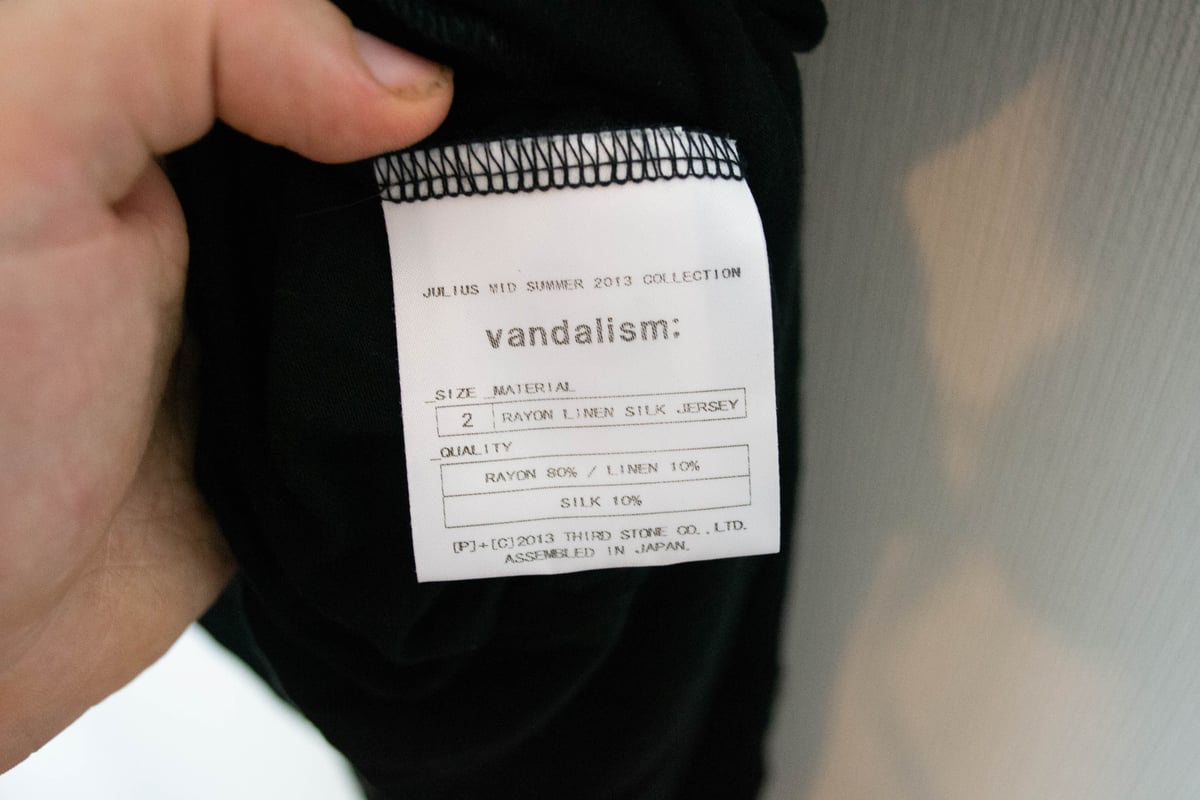 JULIUS MID SUMMER 2013 COLLECTION
vandalism:
_SIZE _MATERIAL
2 RAYON LINEN SILK JERSEY
_QUALITY
RAYON 80% / LINEN 10%
SILK 10%
[P]+[C]2013 THIRD STONE CO.,LTD.
ASSEMBLED IN JAPAN.